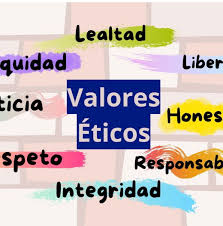 Lealtad
quidad
Liber
ticia
Valores
Éticos
Hones
speto
Responsab
Integridad